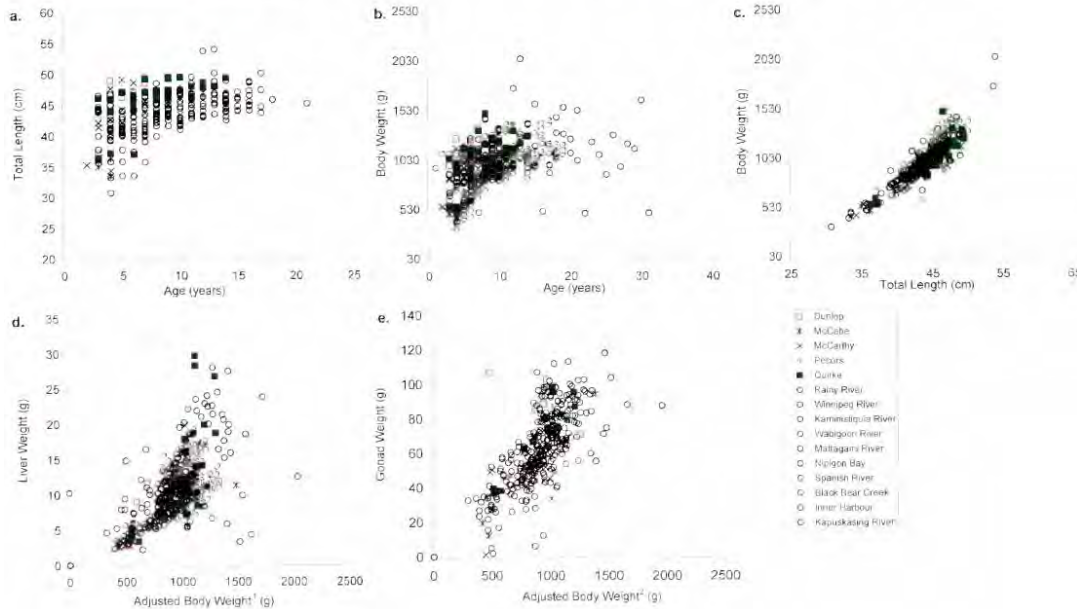 a.
60
55
50
45
40
35
30
25
20
Total Length (cm)
0
5
10
15
20
25
Age (years)
b.
2530
2030
1530
1030
530
30
Body Weight (g)
0
10
20
30
40
Age (years)
c.
2530
2030
1530
1030
530
30
Body Weight (g)
25
35
45
55
65
Total Length (cm)
d.
35
30
25
20
15
10
5
0
Liver Weight (g)
0
500
1000
1500
2000
2500
Adjusted Body Weight¹ (g)
e.
140
120
100
80
60
40
20
0
Gonad Weight (g)
0
500
1000
1500
2000
2500
Adjusted Body Weight² (g)
Dunlop
McCabe
McCarthy
Peters
Quirke
Rainy River
Winnipeg River
Kaministiquia River
Wabigoon River
Mattagami River
Nipigon Bay
Spanish River
Black Bear Creek
Inner Harbour
Kapuskasing River